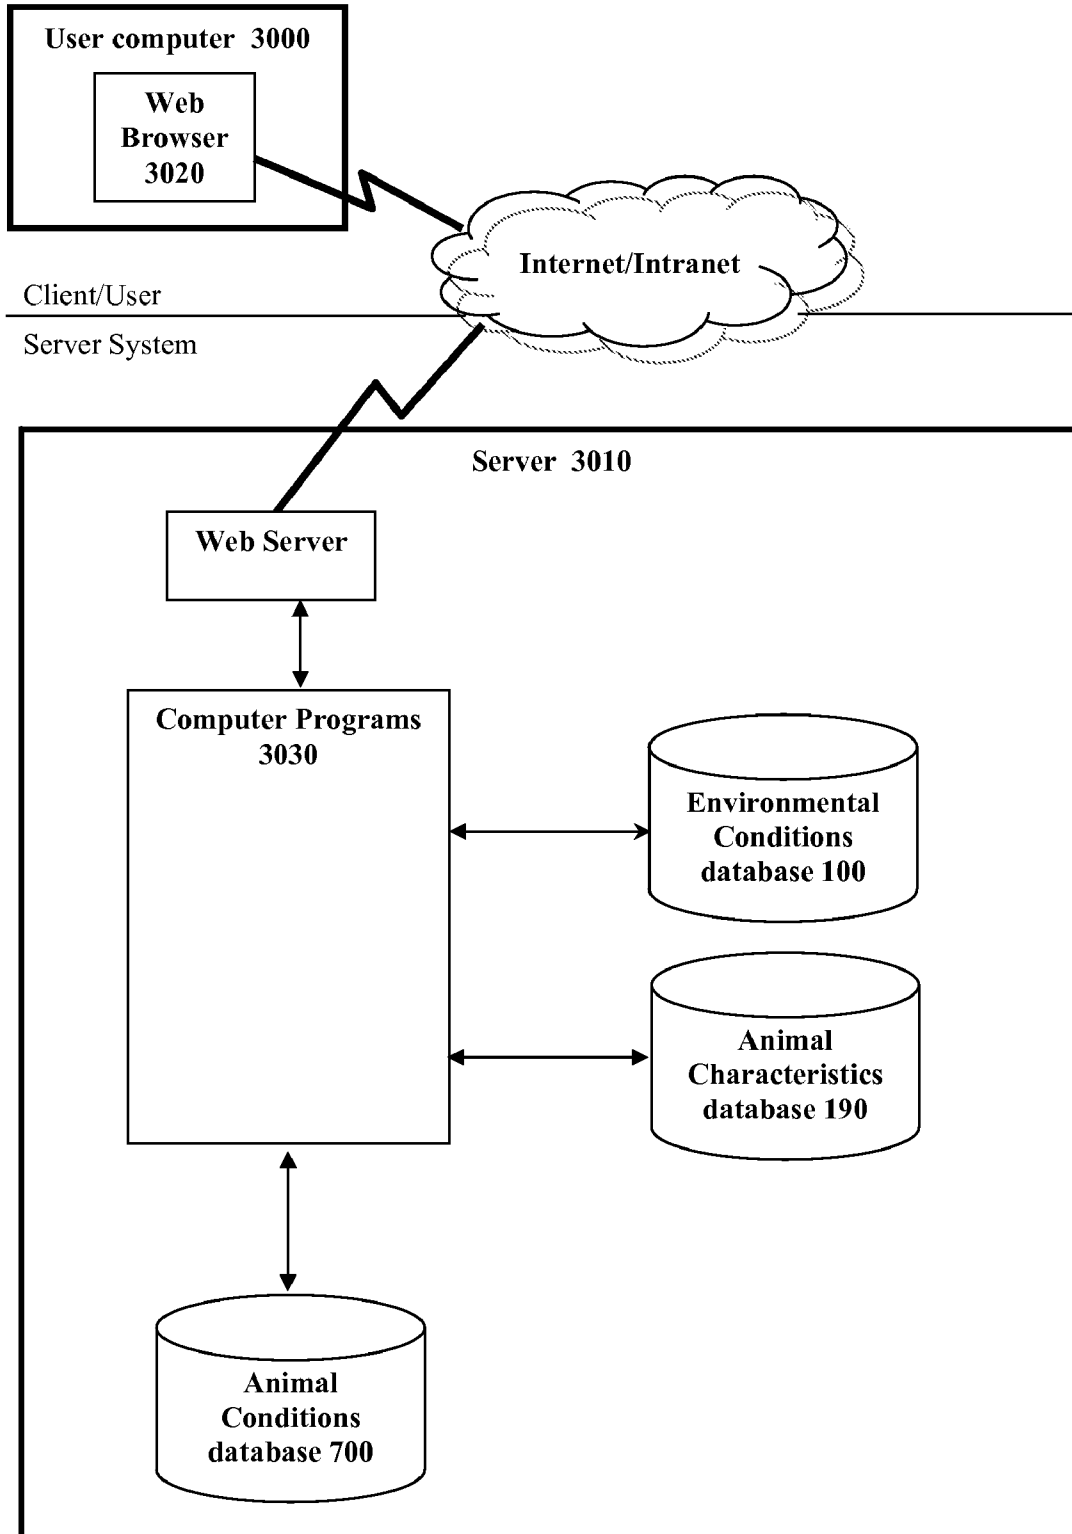 User computer 3000
Web
Browser
3020
Internet/Intranet
Client/User
Server System
Server 3010
Web Server
Computer Programs
3030
Environmental
Conditions
database 100
Animal
Characteristics
database 190
Animal
Conditions
database 700